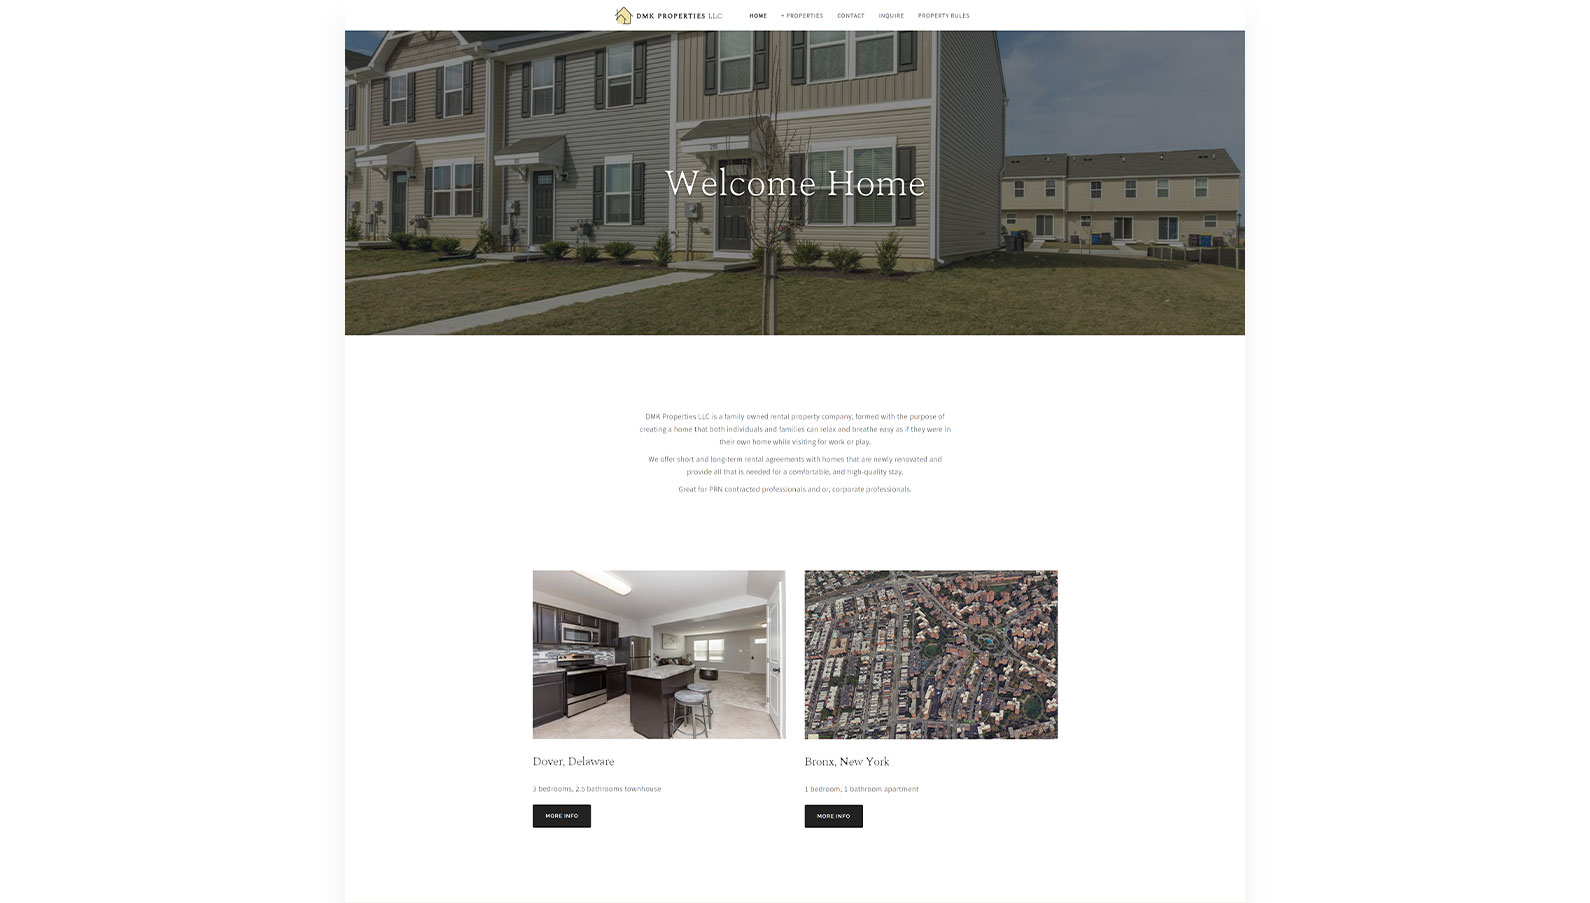 DMK PROPERTIES LLC
HOME + PROPERTIES CONTACT INQUIRE PROPERTY RULES
Welcome Home
DMK Properties LLC is a family owned rental property company, formed with the purpose of
creating a home that both individuals and families can relax and breathe easy as if they were in
their own home while visiting for work or play.
We offer short and long-term rental agreements with homes that are newly renovated and
provide all that is needed for a comfortable, and high-quality stay.
Great for PRN contracted professionals and or, corporate professionals.
Dover, Delaware
3 bedrooms, 2.5 bathrooms townhouse
MORE INFO
Bronx, New York
1 bedroom, 1 bathroom apartment
MORE INFO